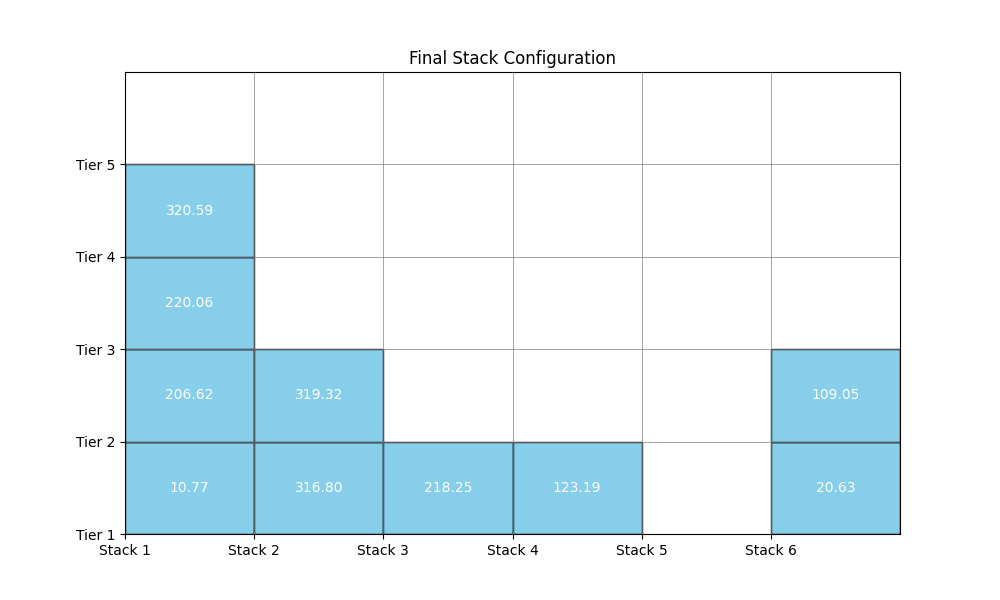 Final Stack Configuration
Tier 5
320.59
Tier 4
220.06
Tier 3
206.62 319.32 109.05
Tier 2
10.77 316.80 218.25 123.19 20.63
Tier 1
Stack 1 Stack 2 Stack 3 Stack 4 Stack 5 Stack 6